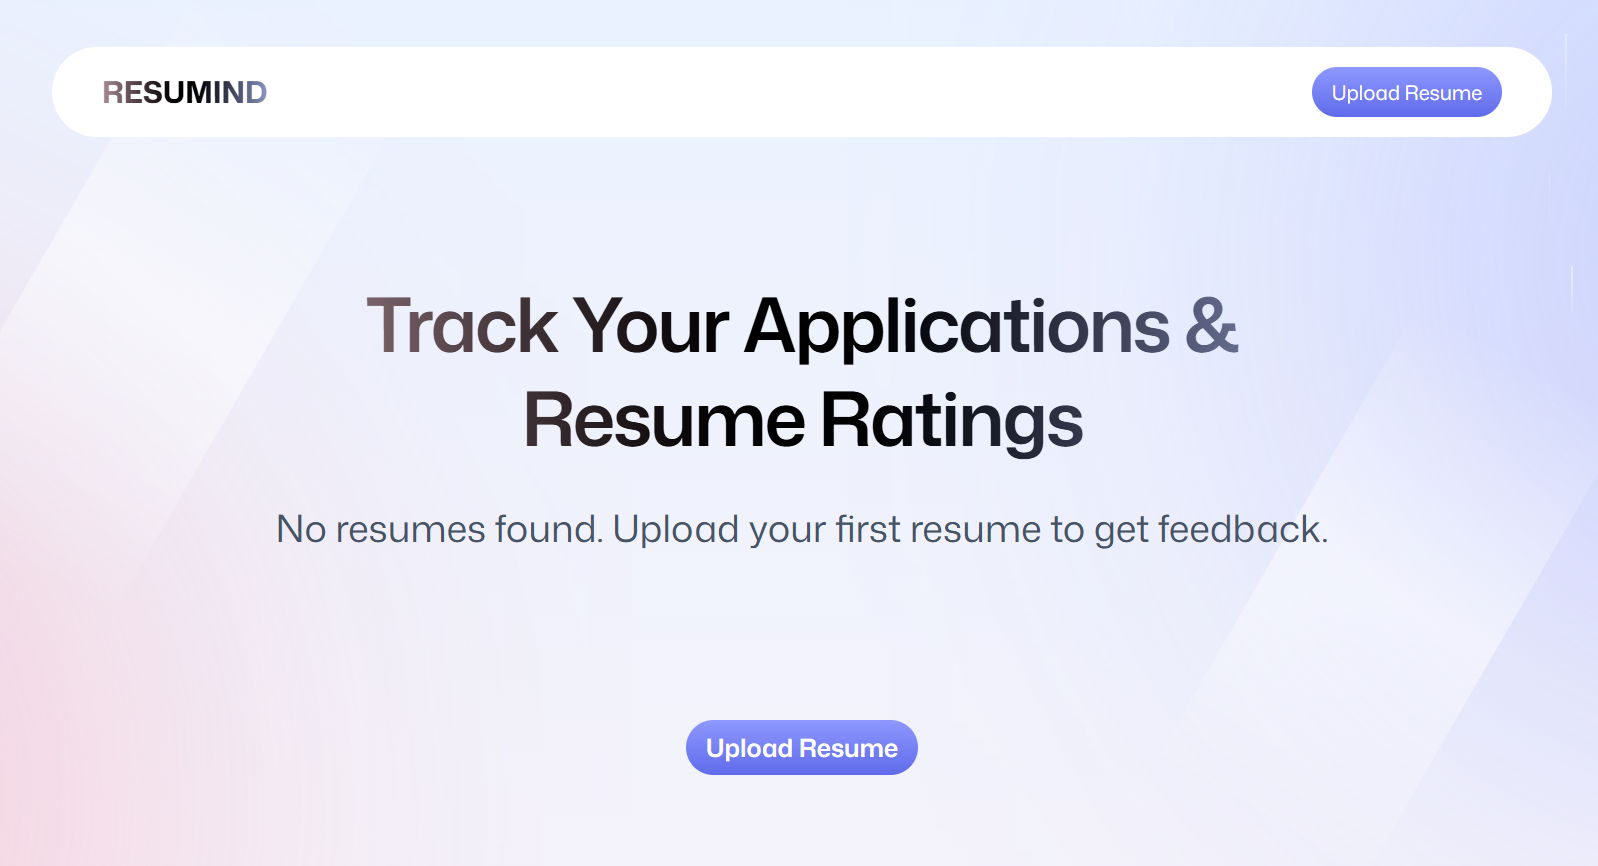 RESUMIND
Upload Resume
Track Your Applications &
Resume Ratings
No resumes found. Upload your first resume to get feedback.
Upload Resume